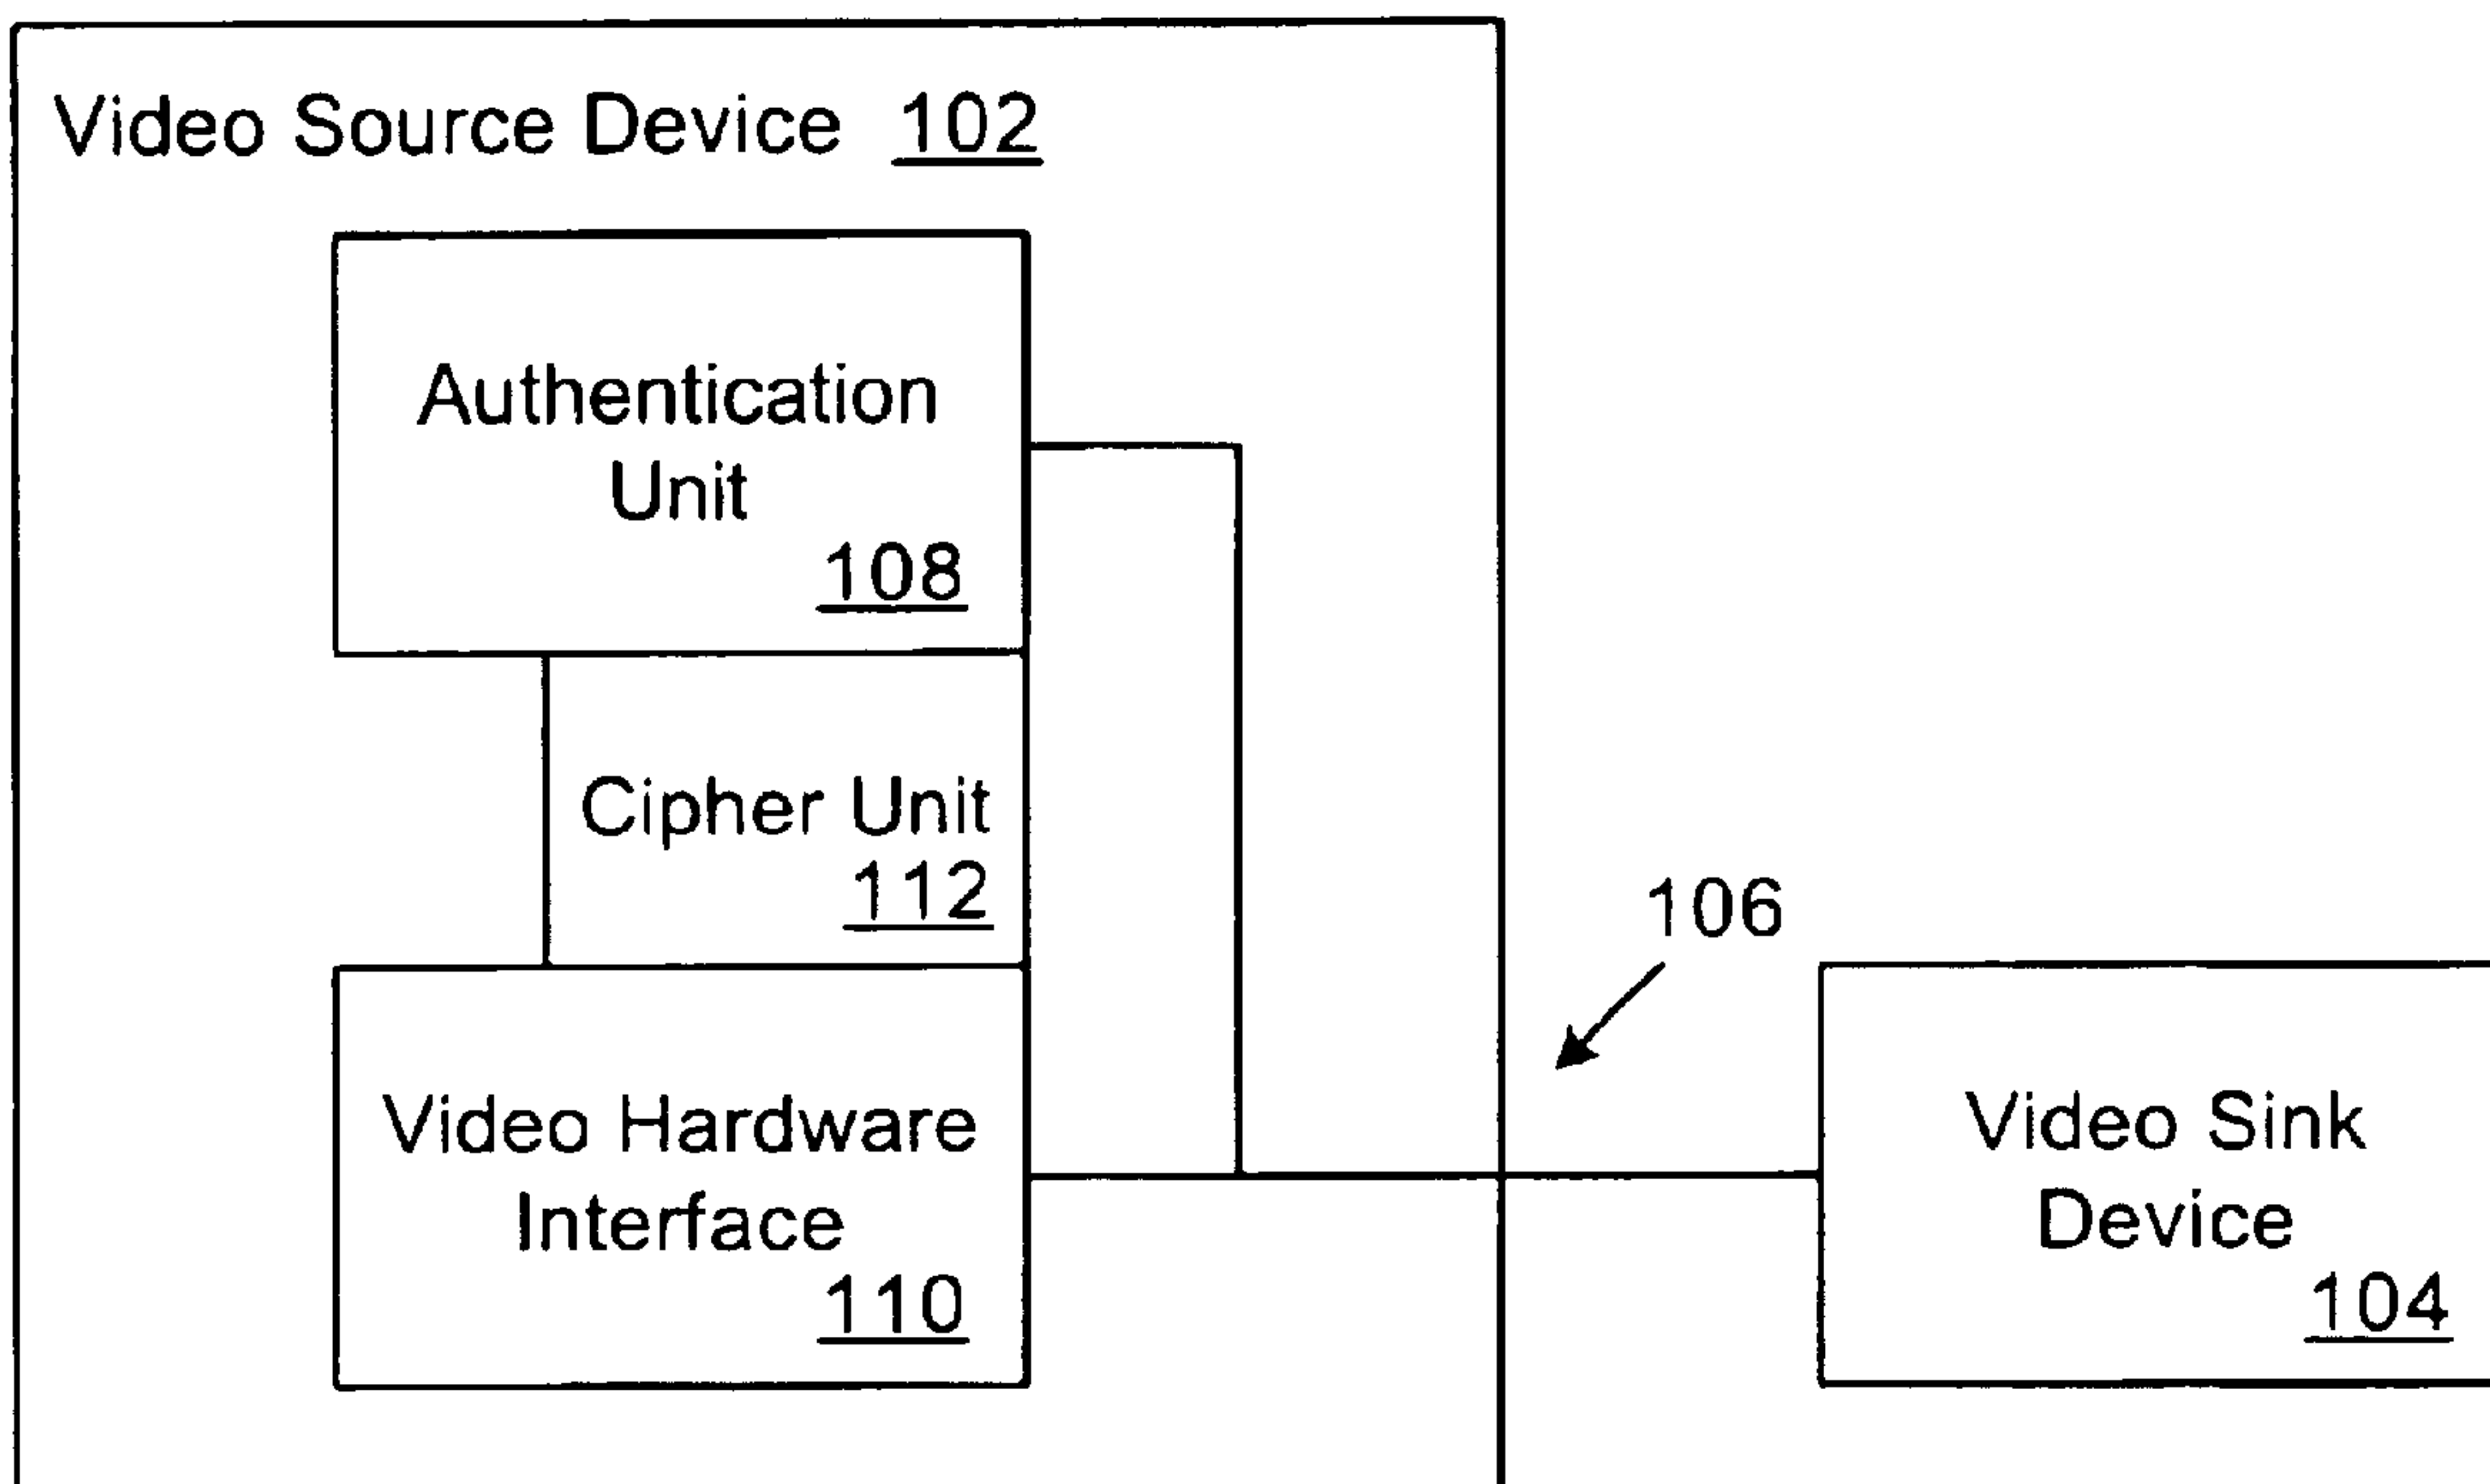 Video Source Device 102
Authentication
Unit
108
Cipher Unit
112
106
Video Hardware
Interface
110
Video Sink
Device
104